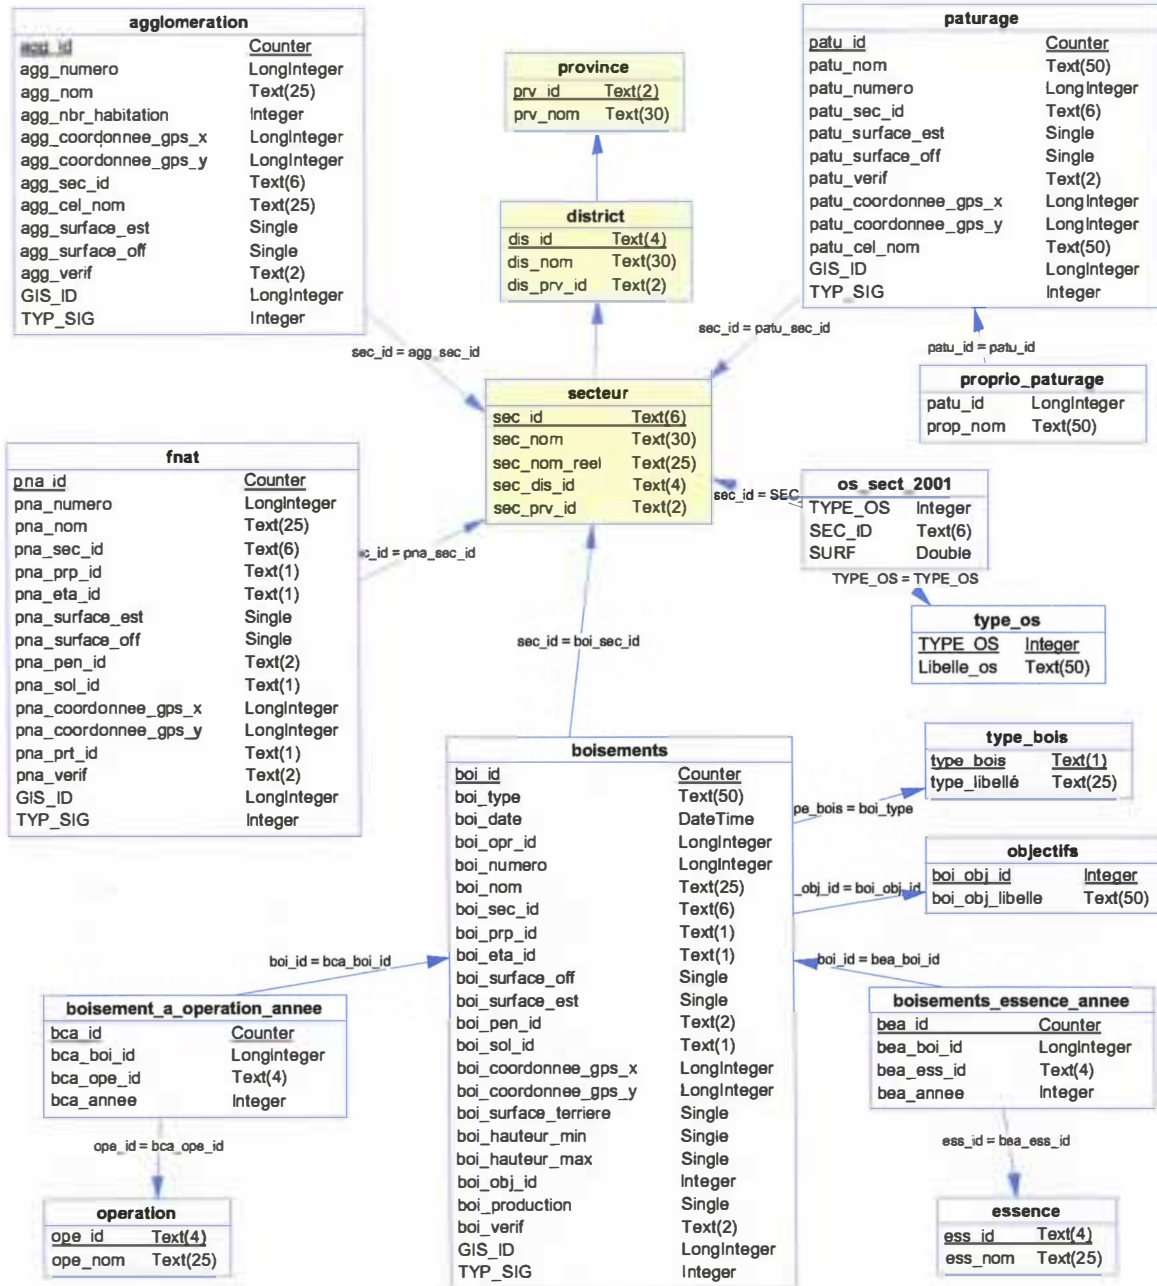 agglomeration
agg_id Counter
agg_numero LongInteger
agg_nom Text(25)
agg_nbr_habitation Integer
agg_coordonnee_gps_x LongInteger
agg_coordonnee_gps_y LongInteger
agg_sec_id Text(6)
agg_cel_nom Text(25)
agg_surface_est Single
agg_surface_off Single
agg_verif Text(2)
GIS_ID LongInteger
TYP_SIG Integer
province
prv_id Text(2)
prv_nom Text(30)
district
dis_id Text(4)
dis_nom Text(30)
dis_prv_id Text(2)
paturage
patu_id Counter
patu_nom Text(50)
patu_numero LongInteger
patu_sec_id Text(6)
patu_surface_est Single
patu_surface_off Single
patu_verif Text(2)
patu_coordonnee_gps_x LongInteger
patu_coordonnee_gps_y LongInteger
patu_cel_nom Text(50)
GIS_ID LongInteger
TYP_SIG Integer
sec_id = agg_sec_id
sec_id = patu_sec_id
patu_id = patu_id
proprio_paturage
patu_id LongInteger
prop_nom Text(50)
secteur
sec_id Text(6)
sec_nom Text(30)
sec_nom_reel Text(25)
sec_dis_id Text(4)
sec_prv_id Text(2)
fnat
pna_id Counter
pna_numero LongInteger
pna_nom Text(25)
pna_sec_id Text(6)
pna_prp_id Text(1)
pna_eta_id Text(1)
pna_surface_est Single
pna_surface_off Single
pna_pen_id Text(2)
pna_sol_id Text(1)
pna_coordonnee_gps_x LongInteger
pna_coordonnee_gps_y LongInteger
pna_prt_id Text(1)
pna_verif Text(2)
GIS_ID LongInteger
TYP_SIG Integer
c_id = pna_sec_id
sec_id = SEC
os_sect_2001
TYPE_OS Integer
SEC_ID Text(6)
SURF Double
TYPE_OS = TYPE_OS
type_os
TYPE_OS Integer
Libelle_os Text(50)
sec_id = boi_sec_id
boisements
boi_id Counter
boi_type Text(50)
boi_date DateTime
boi_opr_id LongInteger
boi_numero LongInteger
boi_nom Text(25)
boi_sec_id Text(6)
boi_prp_id Text(1)
boi_eta_id Text(1)
boi_surface_off Single
boi_surface_est Single
boi_pen_id Text(2)
boi_sol_id Text(1)
boi_coordonnee_gps_x LongInteger
boi_coordonnee_gps_y LongInteger
boi_surface_terriere Single
boi_hauteur_min Single
boi_hauteur_max Single
boi_obj_id Integer
boi_production Single
boi_verif Text(2)
GIS_ID LongInteger
TYP_SIG Integer
type_bois
type_bois Text(1)
type_libellé Text(25)
pe_bois = boi_type
objectifs
boi_obj_id Integer
boi_obj_libelle Text(50)
_obj_id = boi_obj_id
boi_id = bca_boi_id
boi_id = bea_boi_id
boisement_a_operation_annee
bca_id Counter
bca_boi_id LongInteger
bca_ope_id Text(4)
bca_annee Integer
boisements_essence_annee
bea_id Counter
bea_boi_id LongInteger
bea_ess_id Text(4)
bea_annee Integer
ope_id = bca_ope_id
ess_id = bea_ess_id
operation
ope_id Text(4)
ope_nom Text(25)
essence
ess_id Text(4)
ess_nom Text(25)